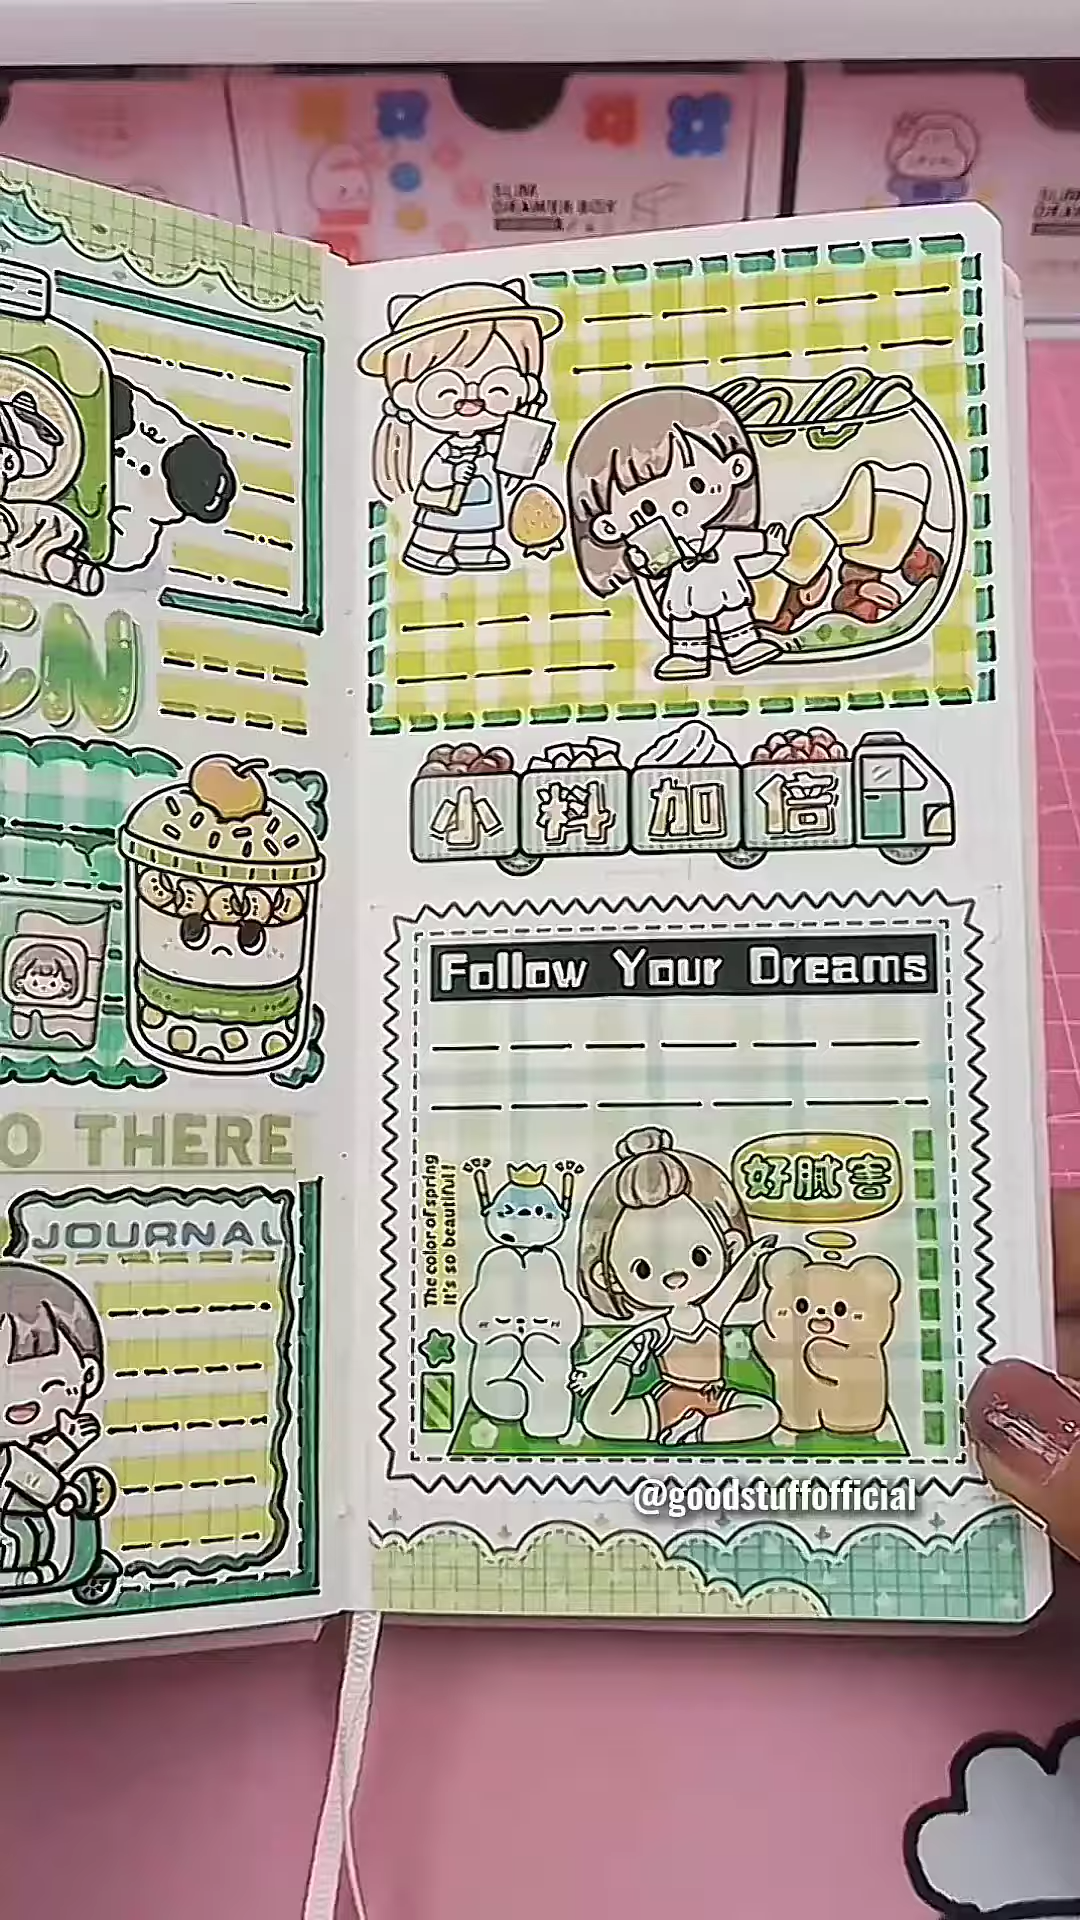 EN
O THERE
JOURNAL
小料加倍
Follow Your Dreams
The color of spring
It's so beautiful!
好腻害
@goodstuffofficial